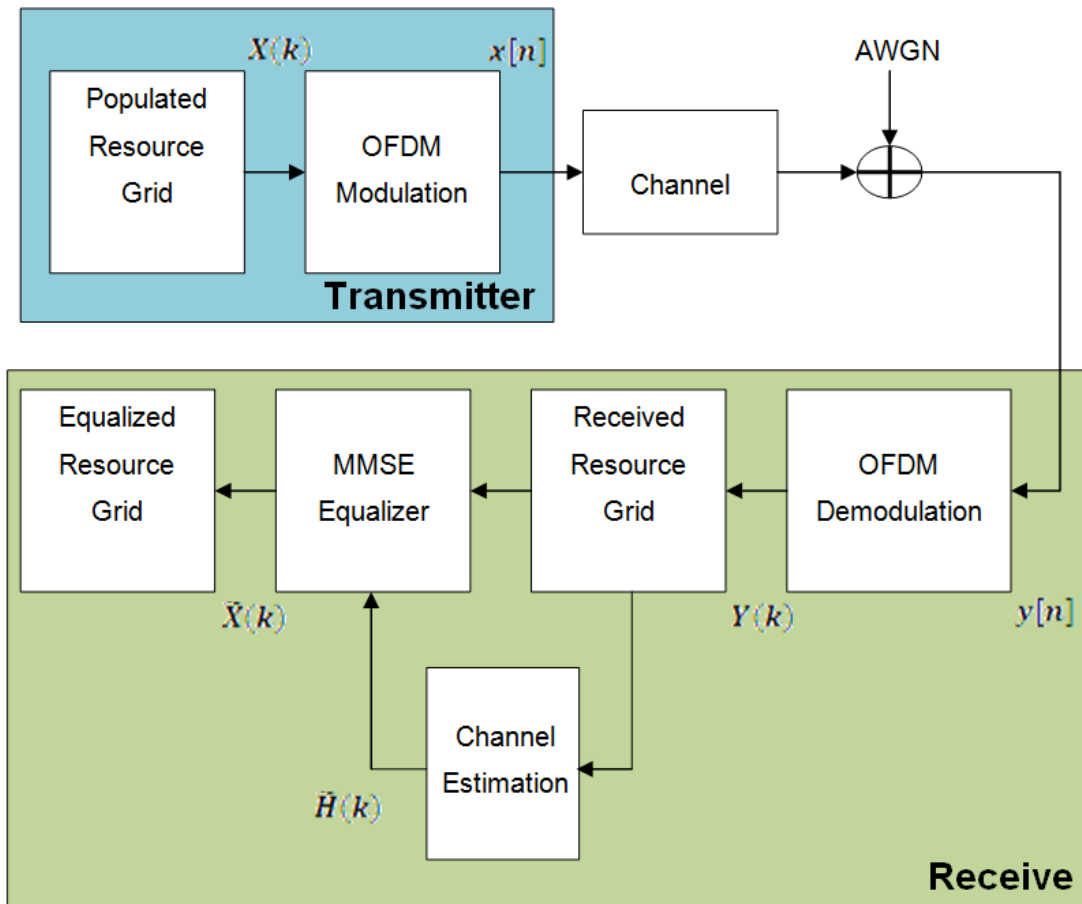 X(k)
x[n]
AWGN
Populated
Resource
Grid
OFDM
Modulation
Channel
Transmitter
Equalized
Resource
Grid
MMSE
Equalizer
Received
Resource
Grid
OFDM
Demodulation
X̂(k)
Y(k)
y[n]
Channel
Estimation
Ĥ(k)
Receive